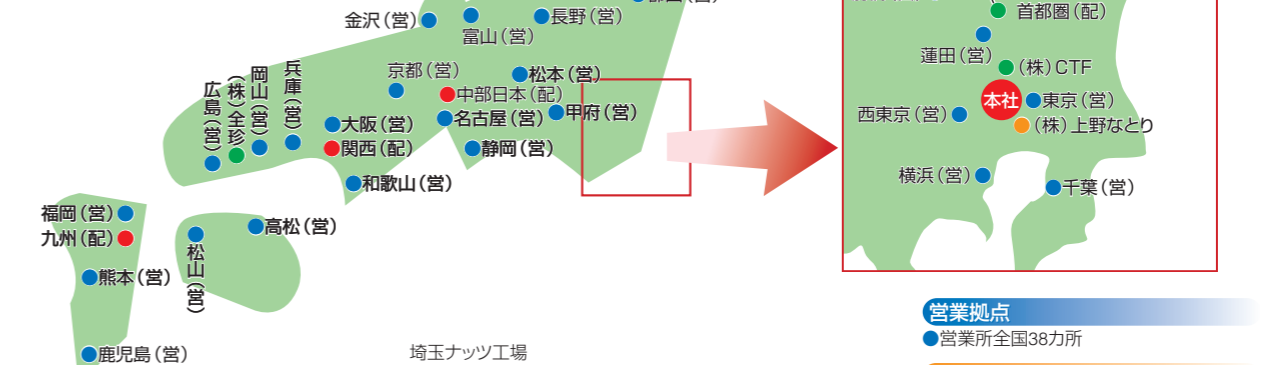 金沢（営）
富山（営）
長野（営）
京都（営）
松本（営）
中部日本（配）
名古屋（営）
甲府（営）
兵庫（営）
岡山（営）
（株）全珍
広島（営）
大阪（営）
関西（配）
静岡（営）
和歌山（営）
福岡（営）
九州（配）
高松（営）
松山（営）
熊本（営）
鹿児島（営）
埼玉ナッツ工場
首都圏（配）
蓮田（営）
（株）CTF
本社
東京（営）
西東京（営）
（株）上野なとり
横浜（営）
千葉（営）
営業拠点
●営業所全国38カ所